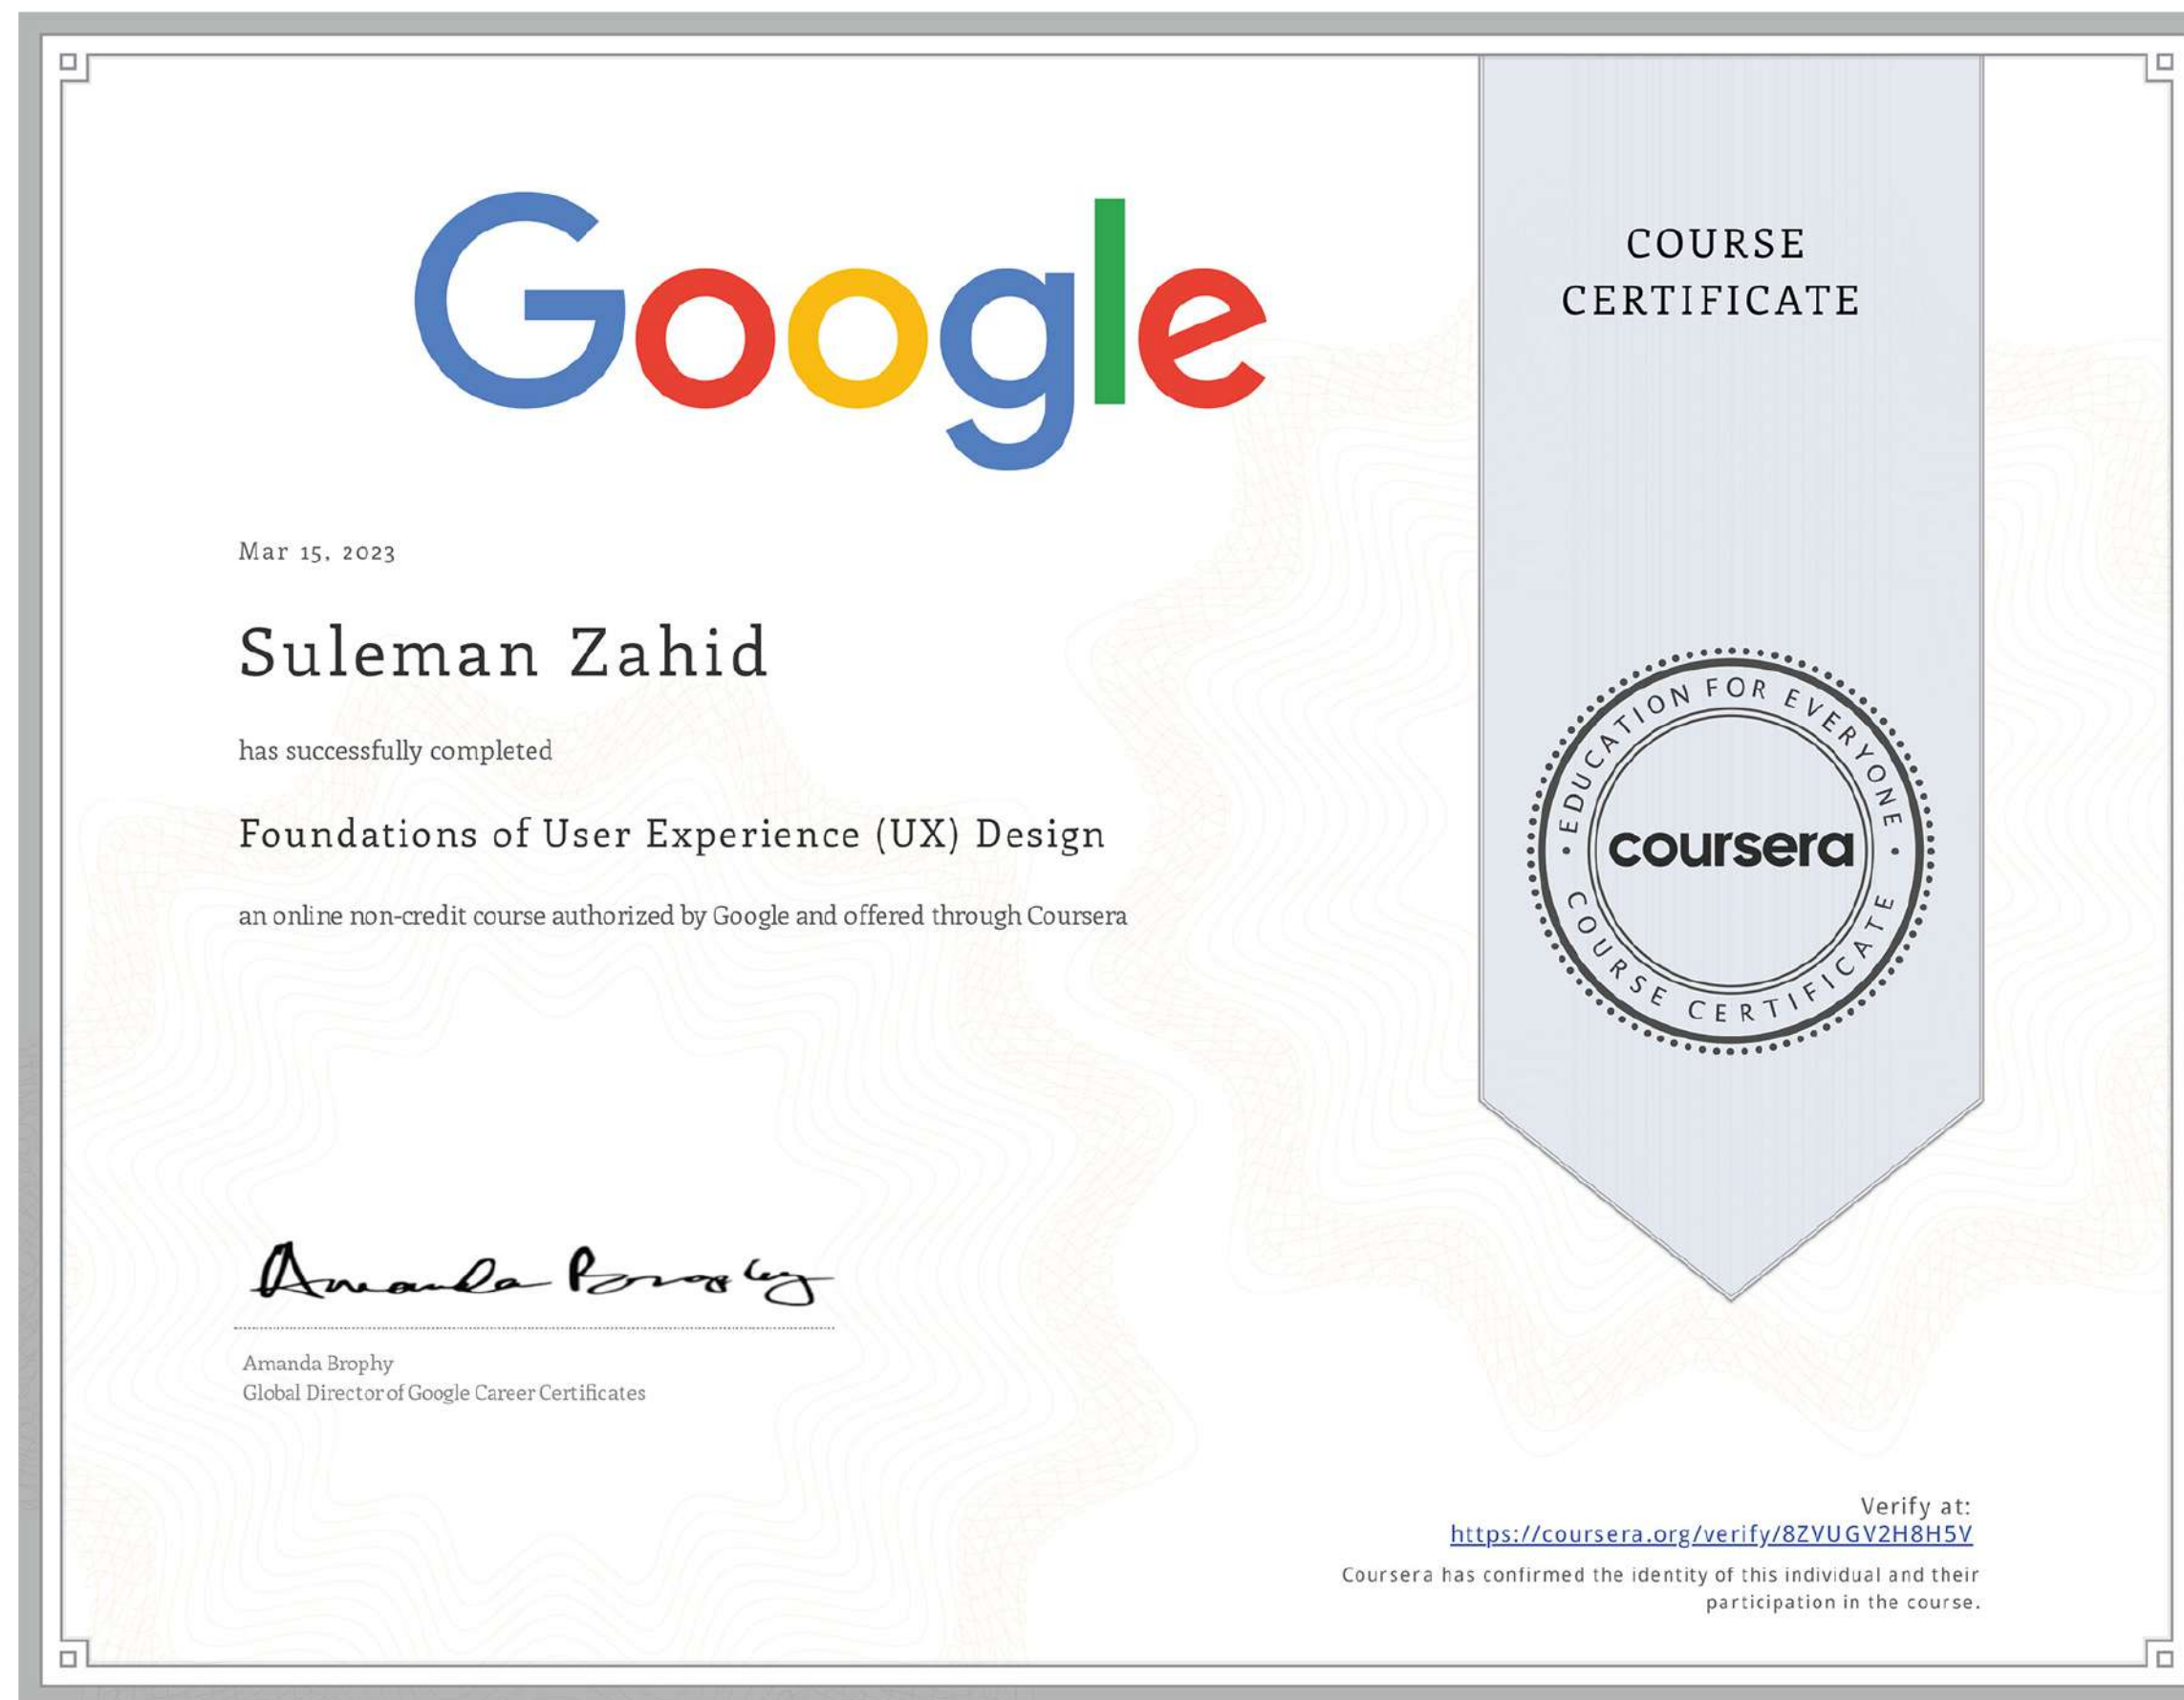 Google
COURSE
CERTIFICATE
Mar 15, 2023
Suleman Zahid
has successfully completed
Foundations of User Experience (UX) Design
an online non-credit course authorized by Google and offered through Coursera
EDUCATION FOR EVERYONE
coursera
COURSE CERTIFICATE
Amanda Brophy
Amanda Brophy
Global Director of Google Career Certificates
Verify at:
https://coursera.org/verify/8ZVUGV2H8H5V
Coursera has confirmed the identity of this individual and their
participation in the course.